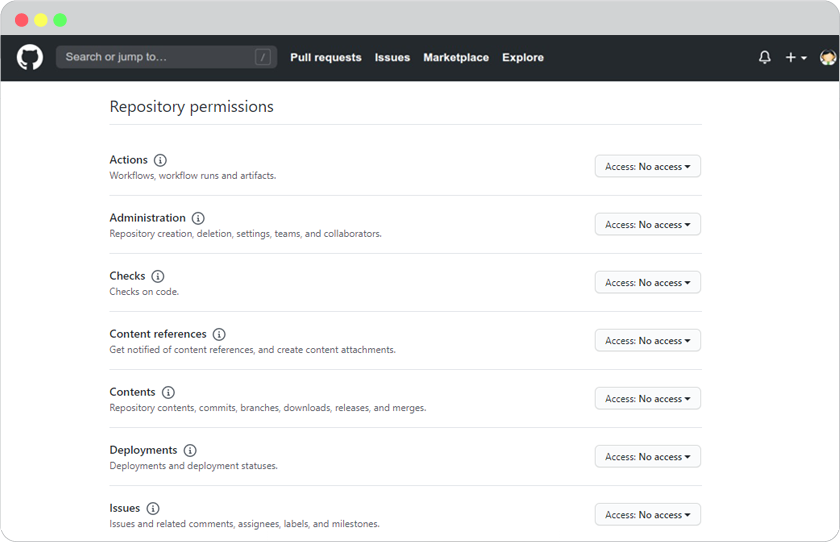 Search or jump to… /
Pull requests Issues Marketplace Explore
Repository permissions
Actions
Access: No access
Workflows, workflow runs and artifacts.
Administration
Access: No access
Repository creation, deletion, settings, teams, and collaborators.
Checks
Access: No access
Checks on code.
Content references
Access: No access
Get notified of content references, and create content attachments.
Contents
Access: No access
Repository contents, commits, branches, downloads, releases, and merges.
Deployments
Access: No access
Deployments and deployment statuses.
Issues
Access: No access
Issues and related comments, assignees, labels, and milestones.